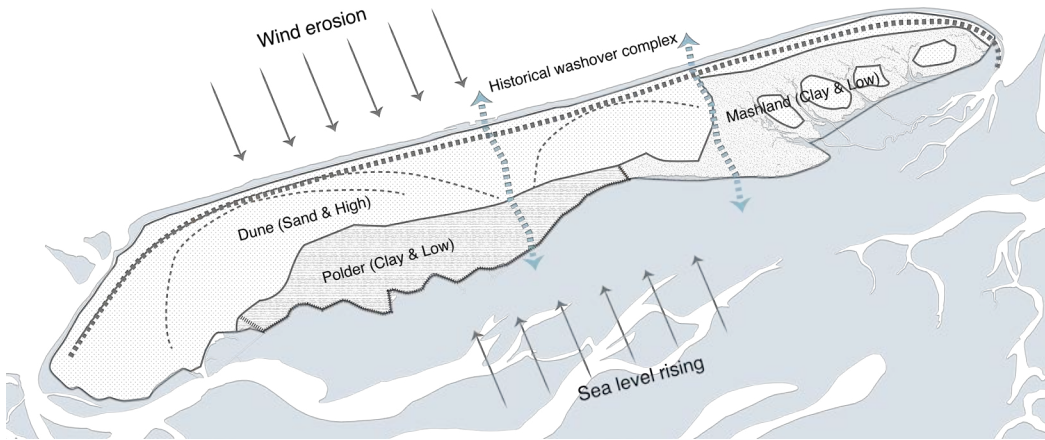 Wind erosion
Historical washover complex
Mashland (Clay & Low)
Dune (Sand & High)
Polder (Clay & Low)
Sea level rising